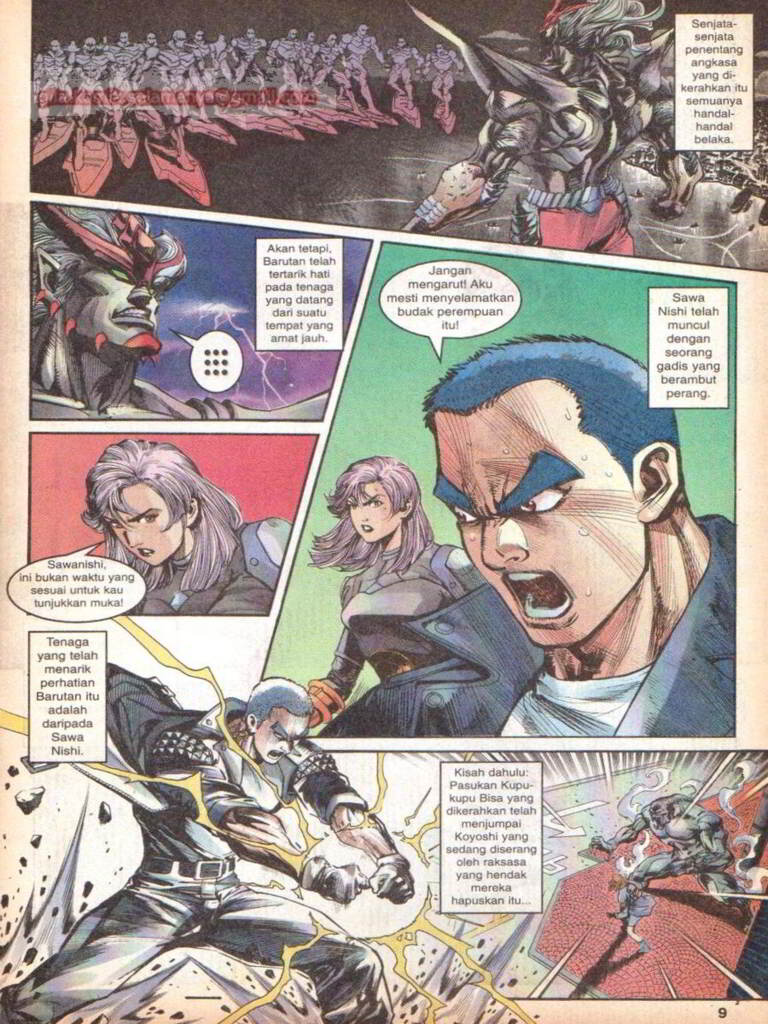 Senjata-
senjata
penentang
angkasa
yang di-
kerahkan itu
semuanya
handal-
handal
belaka.
Akan tetapi,
Barutan telah
tertarik hati
pada tenaga
yang datang
dari suatu
tempat yang
amat jauh.
Jangan
mengarut! Aku
mesti menyelamatkan
budak perempuan
itu!
Sawa
Nishi telah
muncul
dengan
seorang
gadis yang
berambut
perang.
Sawanishi,
ini bukan waktu yang
sesuai untuk kau
tunjukkan muka!
Tenaga
yang telah
menarik
perhatian
Barutan itu
adalah
daripada
Sawa
Nishi.
Kisah dahulu:
Pasukan Kupu-
kupu Bisa yang
dikerahkan telah
menjumpai
Koyoshi yang
sedang diserang
oleh raksasa
yang hendak
mereka
hapuskan itu...
9